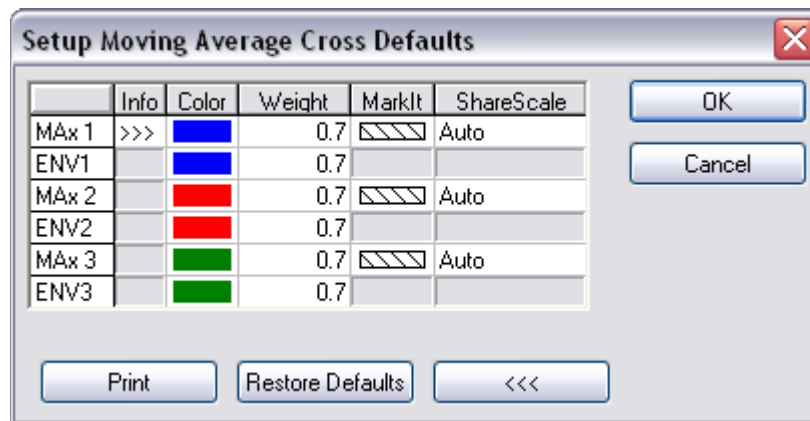 Setup Moving Average Cross Defaults
Info Color Weight MarkIt ShareScale
MAx 1 >>> 0.7 Auto
ENV1 0.7
MAx 2 0.7 Auto
ENV2 0.7
MAx 3 0.7 Auto
ENV3 0.7
OK
Cancel
Print Restore Defaults <<<